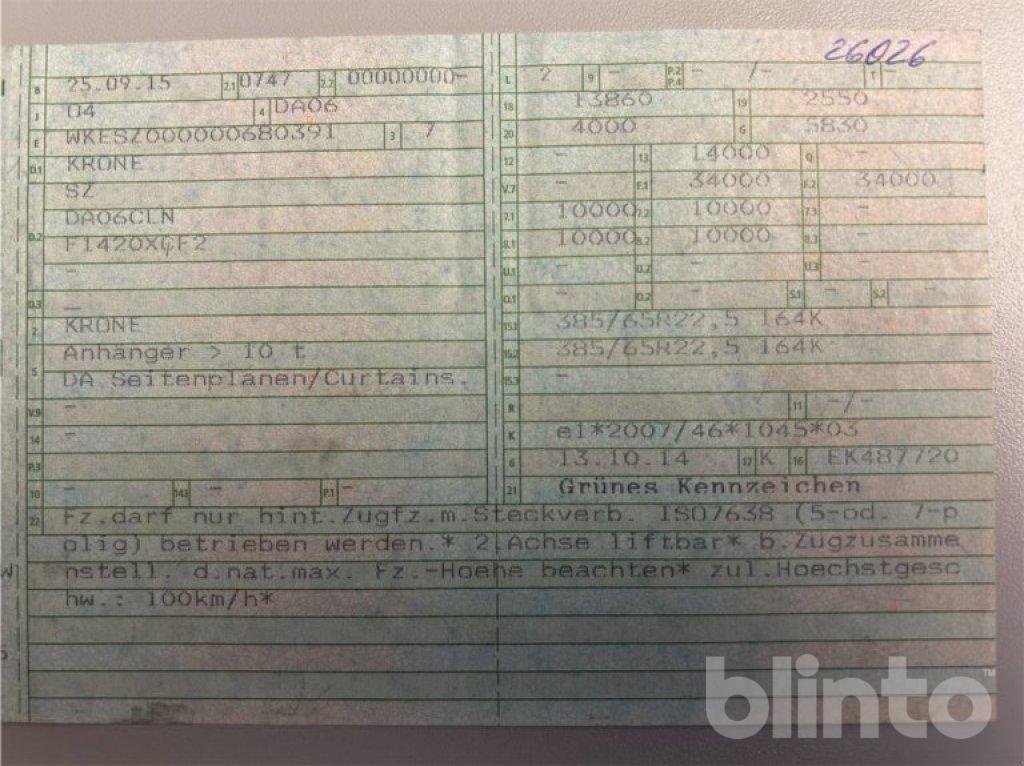 26026
B 25.09.15 2.1 0747 2.2 00000000- L 2 9 - P.2 P.4 - /- T -
J 04 4 DA06 18 13860 19 2550
E WKESZ000000680391 3 7 20 4000 G 5830
D.1 KRONE 12 - 13 14000 Q -
SZ V.7 - F.1 34000 F.2 34000
DA06CLN 7.1 10000 7.2 10000 7.3 -
D.2 F1420XCF2 8.1 10000 8.2 10000 8.3 -
- U.1 - U.2 - U.3 -
D.3 - O.1 - O.2 - S.1 - S.2 -
2 KRONE 15.1 385/65R22,5 164K
Anhänger > 10 t 15.2 385/65R22,5 164K
5 DA Seitenplanen/Curtains. 15.3 -
V.9 - R 11 -/-
14 - K e1*2007/46*1045*03
P.3 6 13.10.14 17 K 16 EK487720
10 - 14.1 - P.1 - 21 Grünes Kennzeichen
22 Fz.darf nur hint.Zugfz.m.Steckverb. ISO7638 (5-od. 7-p
olig) betrieben werden.* 2.Achse liftbar* b.Zugzusamme
nstell. d.nat.max. Fz.-Hoehe beachten* zul.Hoechstgesc
hw.: 100km/h*
TM
blinto